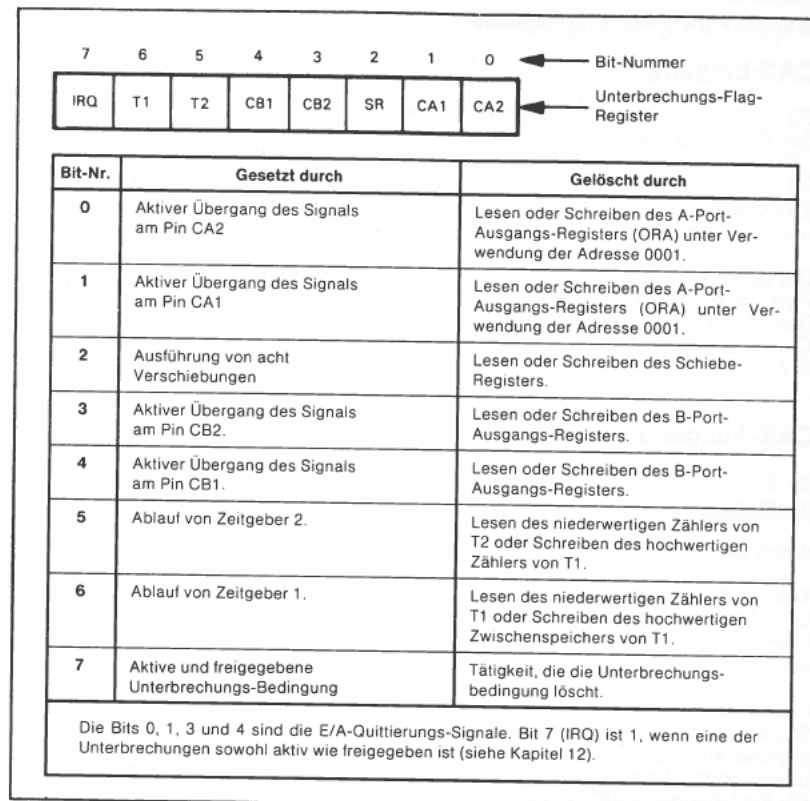 CA2-Eingan
7 6 5 4 3 2 1 0 Bit-Nummer
IRQ T1 T2 CB1 CB2 SR CA1 CA2
Unterbrechungs-Flag-
Register
Bit-Nr. Gesetzt durch Gelöscht durch
0 Aktiver Übergang des Signals
am Pin CA2
Lesen oder Schreiben des A-Port-
Ausgangs-Registers (ORA) unter Ver-
wendung der Adresse 0001.
1 Aktiver Übergang des Signals
am Pin CA1
Lesen oder Schreiben des A-Port-
Ausgangs-Registers (ORA) unter Ver-
wendung der Adresse 0001.
2 Ausführung von acht
Verschiebungen
Lesen oder Schreiben des Schiebe-
Registers.
3 Aktiver Übergang des Signals
am Pin CB2.
Lesen oder Schreiben des B-Port-
Ausgangs-Registers.
4 Aktiver Übergang des Signals
am Pin CB1.
Lesen oder Schreiben des B-Port-
Ausgangs-Registers.
5 Ablauf von Zeitgeber 2.
Lesen des niederwertigen Zählers von
T2 oder Schreiben des hochwertigen
Zählers von T1.
6 Ablauf von Zeitgeber 1.
Lesen des niederwertigen Zählers von
T1 oder Schreiben des hochwertigen
Zwischenspeichers von T1.
7 Aktive und freigegebene
Unterbrechungs-Bedingung
Tätigkeit, die die Unterbrechungs-
bedingung löscht.
Die Bits 0, 1, 3 und 4 sind die E/A-Quittierungs-Signale. Bit 7 (IRQ) ist 1, wenn eine der
Unterbrechungen sowohl aktiv wie freigegeben ist (siehe Kapitel 12).